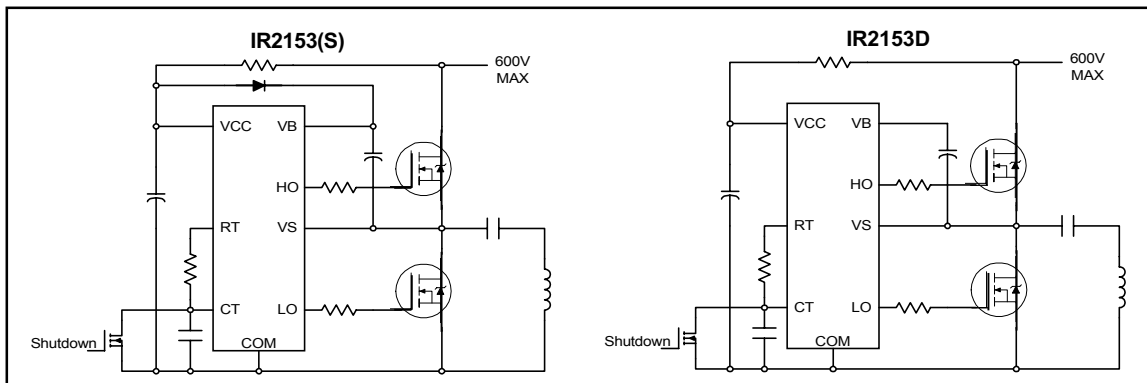 IR2153(S)
600V
MAX
VCC
VB
HO
RT
VS
CT
LO
COM
Shutdown
IR2153D
600V
MAX
VCC
VB
HO
RT
VS
CT
LO
COM
Shutdown